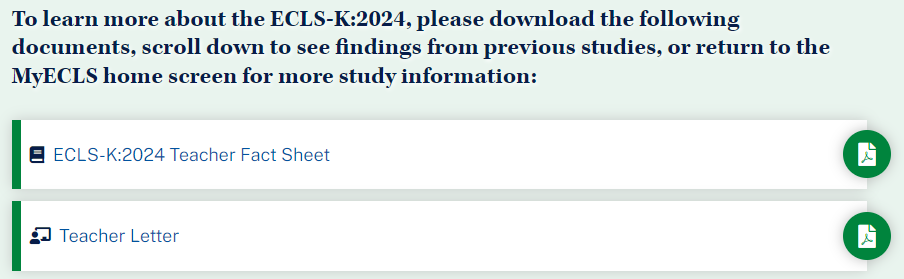 To learn more about the ECLS-K:2024, please download the following
documents, scroll down to see findings from previous studies, or return to the
MyECLS home screen for more study information:
ECLS-K:2024 Teacher Fact Sheet
Teacher Letter